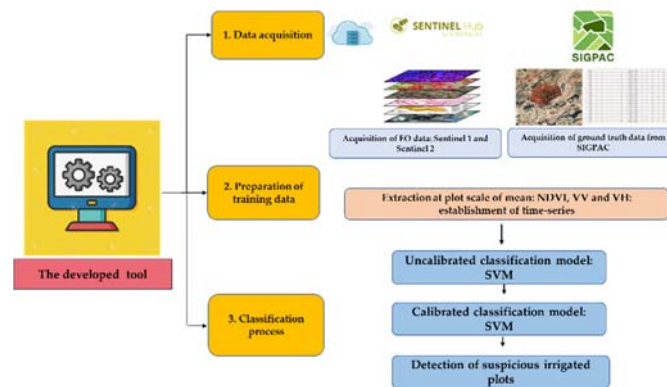 1. Data acquisition
SENTINEL Hub
SIGPAC
Acquisition of EO data: Sentinel 1 and
Sentinel 2
Acquisition of ground truth data from
SIGPAC
2. Preparation of
training data
Extraction at plot scale of mean: NDVI, VV and VH:
establishment of time-series
The developed tool
Uncalibrated classification model:
SVM
3. Classification
process
Calibrated classification model:
SVM
Detection of suspicious irrigated
plots